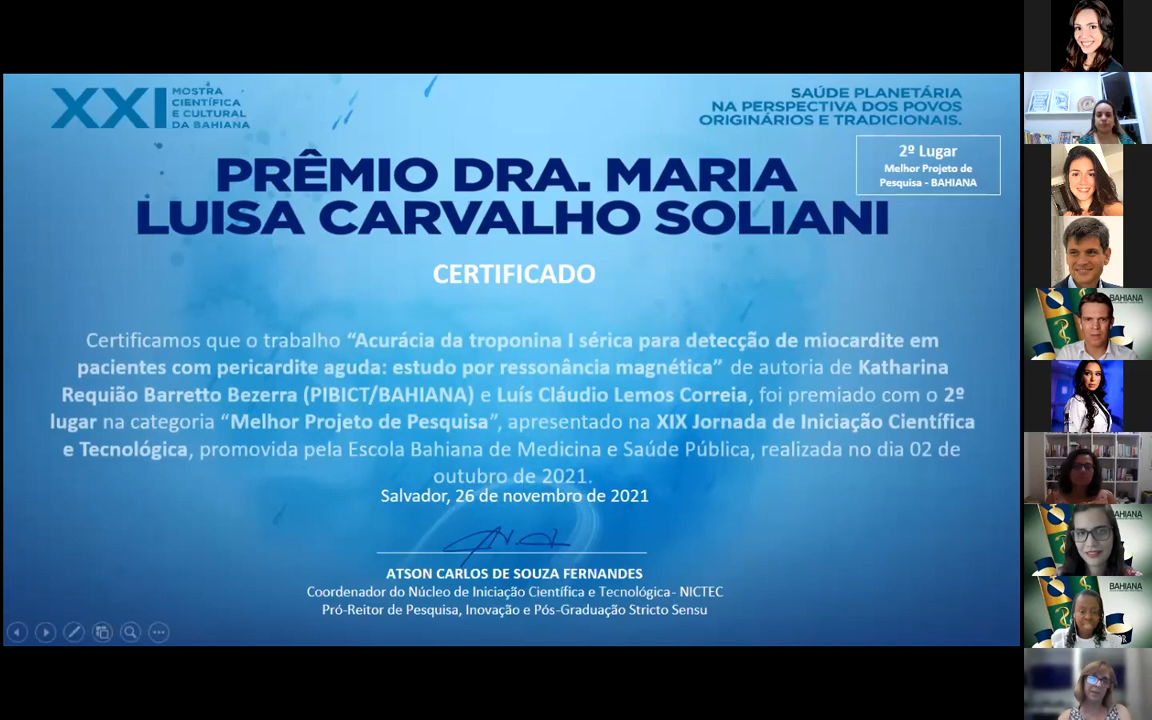 XXI
MOSTRA
CIENTÍFICA
E CULTURAL
DA BAHIANA
SAÚDE PLANETÁRIA
NA PERSPECTIVA DOS POVOS
ORIGINÁRIOS E TRADICIONAIS.
2º Lugar
Melhor Projeto de
Pesquisa - BAHIANA
PRÊMIO DRA. MARIA
LUISA CARVALHO SOLIANI
CERTIFICADO
Certificamos que o trabalho “Acurácia da troponina I sérica para detecção de miocardite em
pacientes com pericardite aguda: estudo por ressonância magnética” de autoria de Katharina
Requião Barretto Bezerra (PIBICT/BAHIANA) e Luís Cláudio Lemos Correia, foi premiado com o 2º
lugar na categoria “Melhor Projeto de Pesquisa”, apresentado na XIX Jornada de Iniciação Científica
e Tecnológica, promovida pela Escola Bahiana de Medicina e Saúde Pública, realizada no dia 02 de
outubro de 2021.
Salvador, 26 de novembro de 2021
ATSON CARLOS DE SOUZA FERNANDES
Coordenador do Núcleo de Iniciação Científica e Tecnológica - NICTEC
Pró-Reitor de Pesquisa, Inovação e Pós-Graduação Stricto Sensu
BAHIANA
AHIANA
BAHIANA